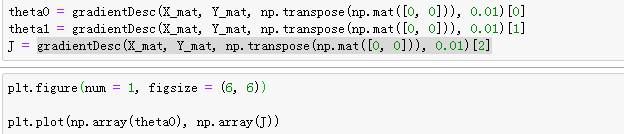 theta0 = gradientDesc(X_mat, Y_mat, np.transpose(np.mat([0, 0])), 0.01)[0]
theta1 = gradientDesc(X_mat, Y_mat, np.transpose(np.mat([0, 0])), 0.01)[1]
J = gradientDesc(X_mat, Y_mat, np.transpose(np.mat([0, 0])), 0.01)[2]
plt.figure(num = 1, figsize = (6, 6))
plt.plot(np.array(theta0), np.array(J))